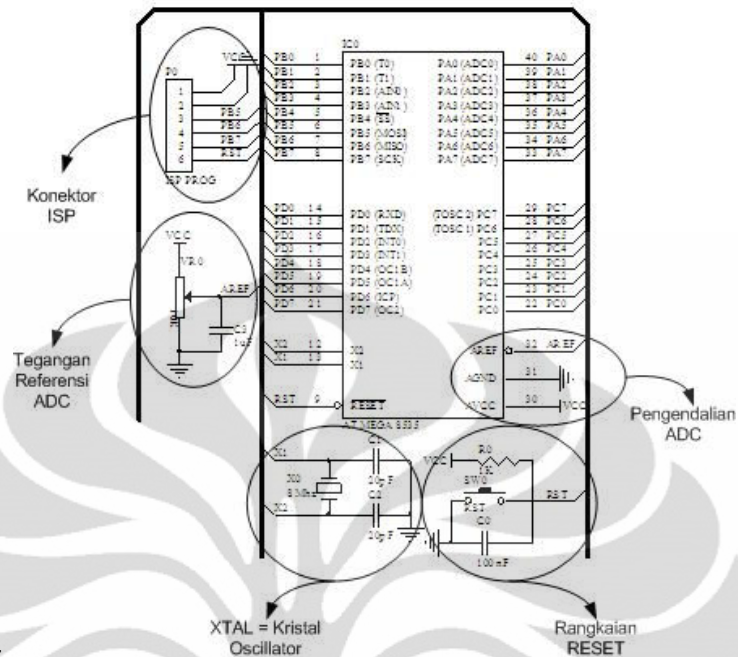 IC0
P0
VCC
1
2
3
4
5
6
PB5
PB6
PB7
RST
ISP PROG
Konektor
ISP
PB0 1 PB0 (T0)
PB1 2 PB1 (T1)
PB2 3 PB2 (AIN0)
PB3 4 PB3 (AIN1)
PB4 5 PB4 (SS)
PB5 6 PB5 (MOSI)
PB6 7 PB6 (MISO)
PB7 8 PB7 (SCK)
PA0 (ADC0) 40 PA0
PA1 (ADC1) 39 PA1
PA2 (ADC2) 38 PA2
PA3 (ADC3) 37 PA3
PA4 (ADC4) 36 PA4
PA5 (ADC5) 35 PA5
PA6 (ADC6) 34 PA6
PA7 (ADC7) 33 PA7
PD0 14 PD0 (RXD)
PD1 15 PD1 (TDX)
PD2 16 PD2 (INT0)
PD3 17 PD3 (INT1)
PD4 18 PD4 (OC1B)
PD5 19 PD5 (OC1A)
PD6 20 PD6 (ICP)
PD7 21 PD7 (OC2)
(TOSC2) PC7 29 PC7
(TOSC1) PC6 28 PC6
PC5 27 PC5
PC4 26 PC4
PC3 25 PC3
PC2 24 PC2
PC1 23 PC1
PC0 22 PC0
VCC
VR0
AREF
C3
1uF
Tegangan
Referensi
ADC
X2 12 X2
X1 13 X1
RST 9 RESET
AREF 32 AREF
AGND 31
AVCC 30 VCC
AT MEGA 8535
Pengendalian
ADC
X1
C1
20pF
X0
8 Mhz
C2
X2
20pF
VCC
R0
1K
SW0
RST
RST
C0
100 nF
XTAL = Kristal
Oscillator
Rangkaian
RESET